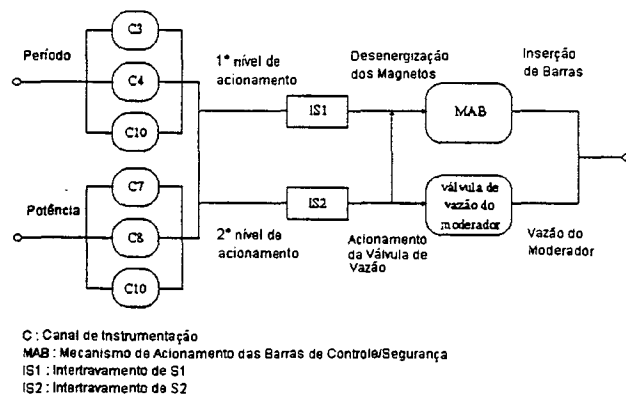 Período
C3
C4
C10
1º nível de
acionamento
IS1
Desenergização
dos Magnetos
MAB
Inserção
de Barras
Potência
C7
C8
C10
2º nível de
acionamento
IS2
Acionamento
da Válvula de
Vazão
válvula de
vazão do
moderador
Vazão do
Moderador
C : Canal de Instrumentação
MAB : Mecanismo de Acionamento das Barras de Controle/Segurança
IS1 : Intertravamento de S1
IS2 : Intertravamento de S2